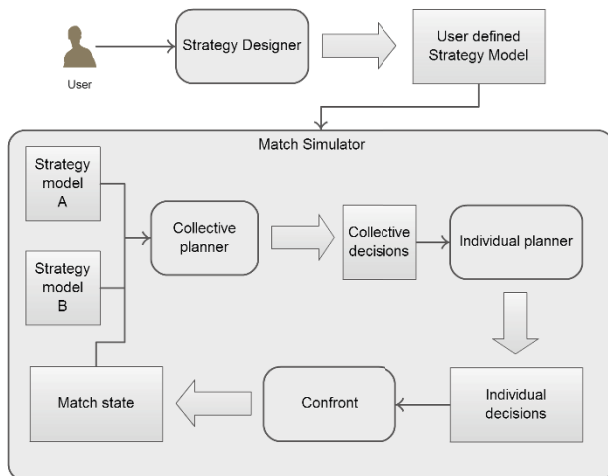 User
Strategy Designer
User defined
Strategy Model
Match Simulator
Strategy
model
A
Collective
planner
Collective
decisions
Individual planner
Strategy
model
B
Match state
Confront
Individual
decisions